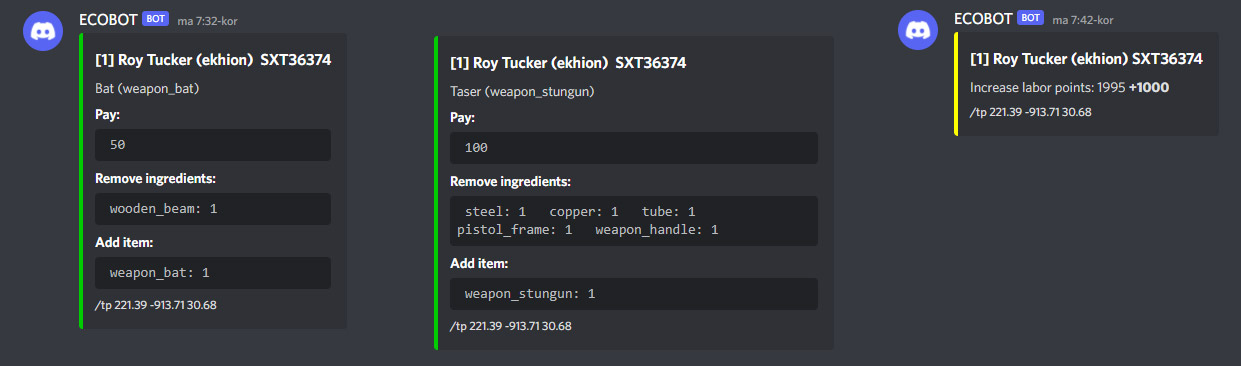 ECOBOT BOT ma 7:32-kor
[1] Roy Tucker (ekhion) SXT36374
Bat (weapon_bat)
Pay:
50
Remove ingredients:
wooden_beam: 1
Add item:
weapon_bat: 1
/tp 221.39 -913.71 30.68
[1] Roy Tucker (ekhion) SXT36374
Taser (weapon_stungun)
Pay:
100
Remove ingredients:
steel: 1 copper: 1 tube: 1
pistol_frame: 1 weapon_handle: 1
Add item:
weapon_stungun: 1
/tp 221.39 -913.71 30.68
ECOBOT BOT ma 7:42-kor
[1] Roy Tucker (ekhion) SXT36374
Increase labor points: 1995 +1000
/tp 221.39 -913.71 30.68